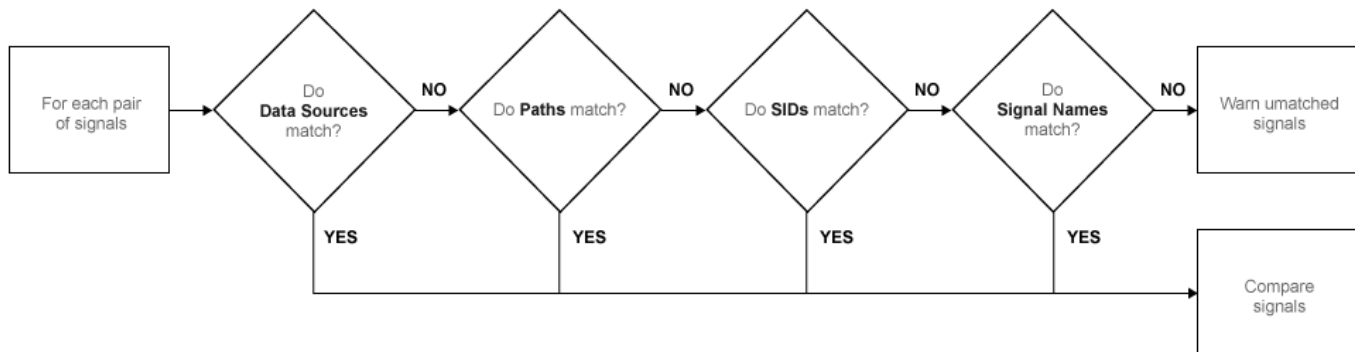 For each pair
of signals
Do
Data Sources
match?
NO
Do Paths match?
NO
Do SIDs match?
NO
Do
Signal Names
match?
NO
Warn umatched
signals
YES
YES
YES
YES
Compare
signals